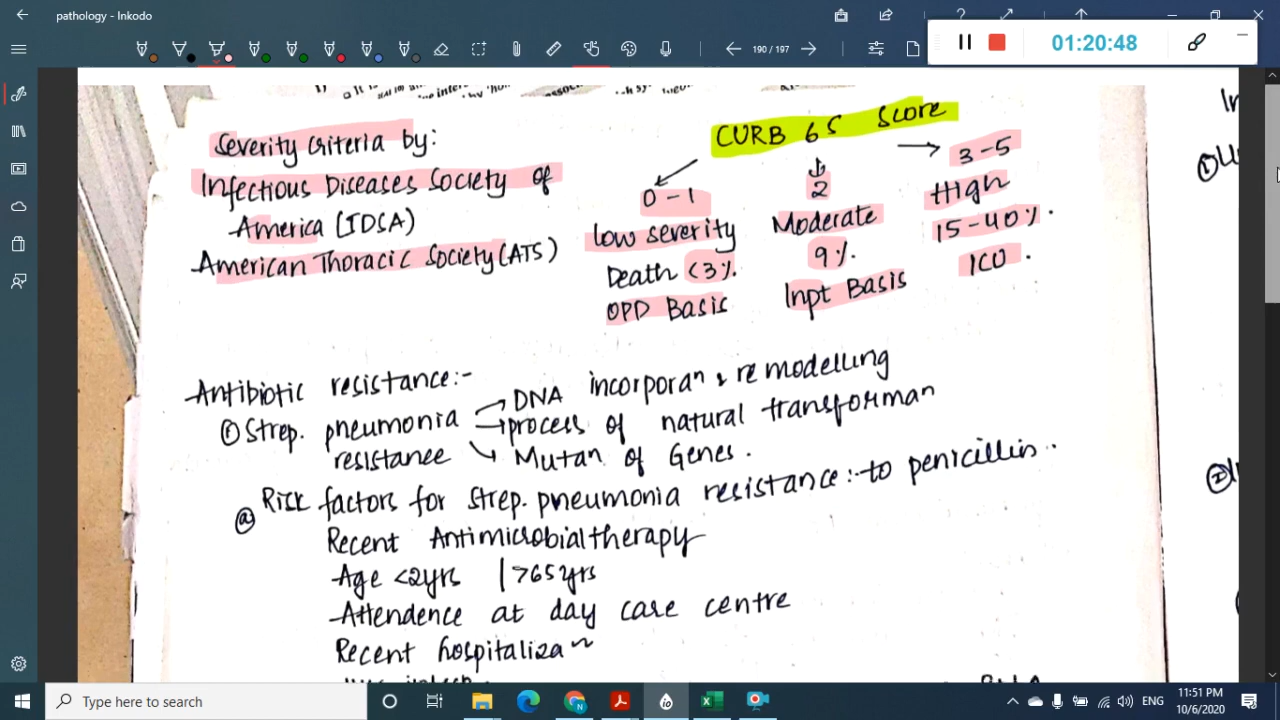 pathology - Inkodo
190 / 197
01:20:48
Severity Criteria by:
Infectious Diseases Society of
America (IDSA)
American Thoracic Society (ATS)
CURB 65 Score
0-1
low severity
Death <3%.
OPD Basis
2
Moderate
9%.
Inpt Basis
3-5
High
15-40%.
ICU.
Antibiotic resistance:-
① Strep. pneumonia
resistance
DNA incorporan & remodelling
process of natural transforman
Mutan of Genes.
ⓐ Risk factors for Strep. pneumonia resistance:- to penicillin..
Recent Antimicrobial therapy
Age <2yrs | >65yrs
Attendence at day care centre
Recent hospitaliza~
①
②
Type here to search
ENG
11:51 PM
10/6/2020